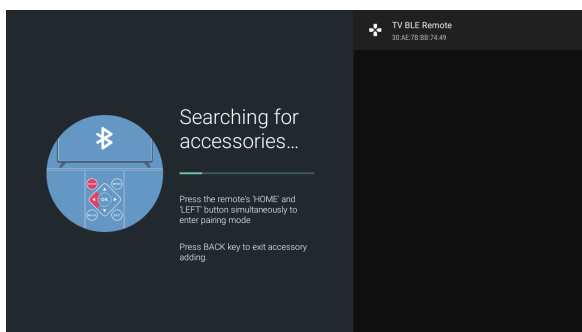 Searching for
accessories...
Press the remote's 'HOME' and
'LEFT' button simultaneously to
enter pairing mode
Press BACK key to exit accessory
adding.
TV BLE Remote
30:AE:7B:BB:74:49
OK